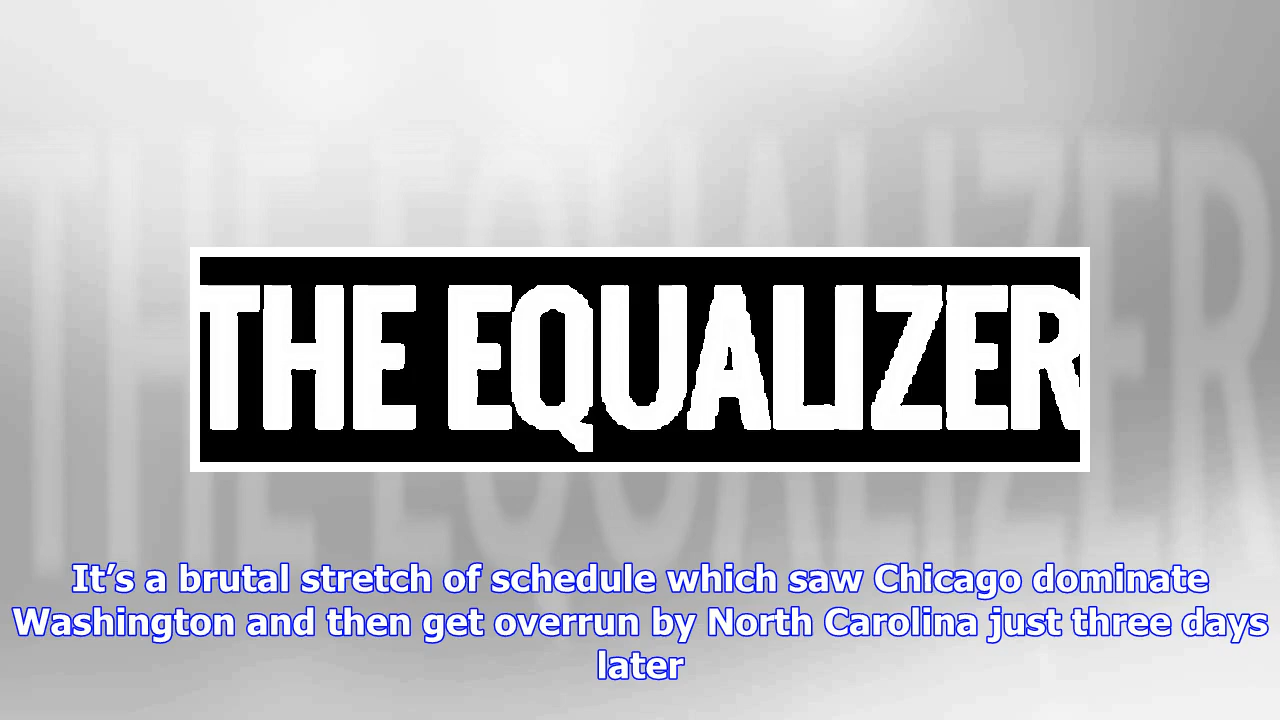 THE EQUALIZER
It’s a brutal stretch of schedule which saw Chicago dominate
Washington and then get overrun by North Carolina just three days
later